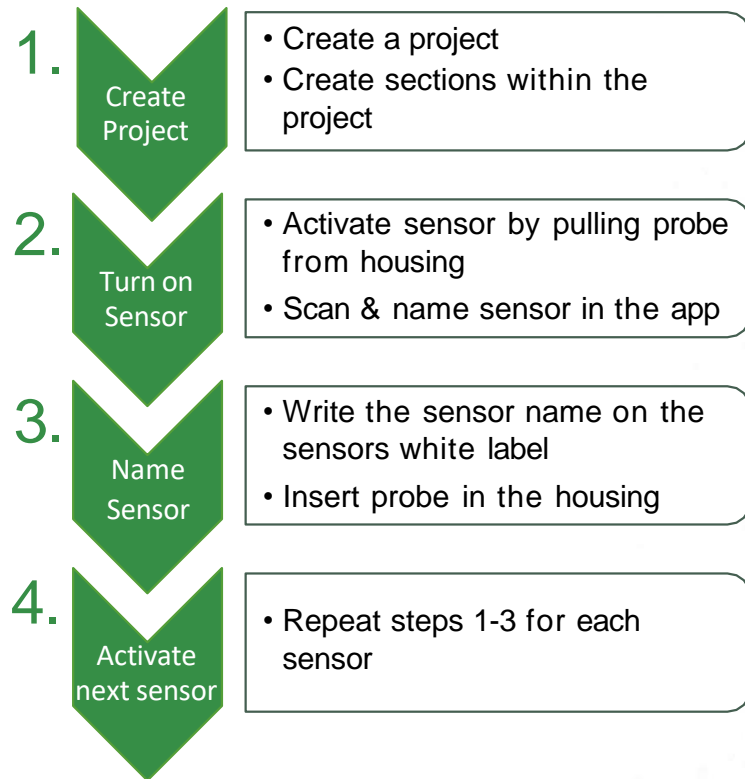 1.
Create
Project
• Create a project
• Create sections within the
project
2.
Turn on
Sensor
• Activate sensor by pulling probe
from housing
• Scan & name sensor in the app
3.
Name
Sensor
• Write the sensor name on the
sensors white label
• Insert probe in the housing
4.
Activate
next sensor
• Repeat steps 1-3 for each
sensor